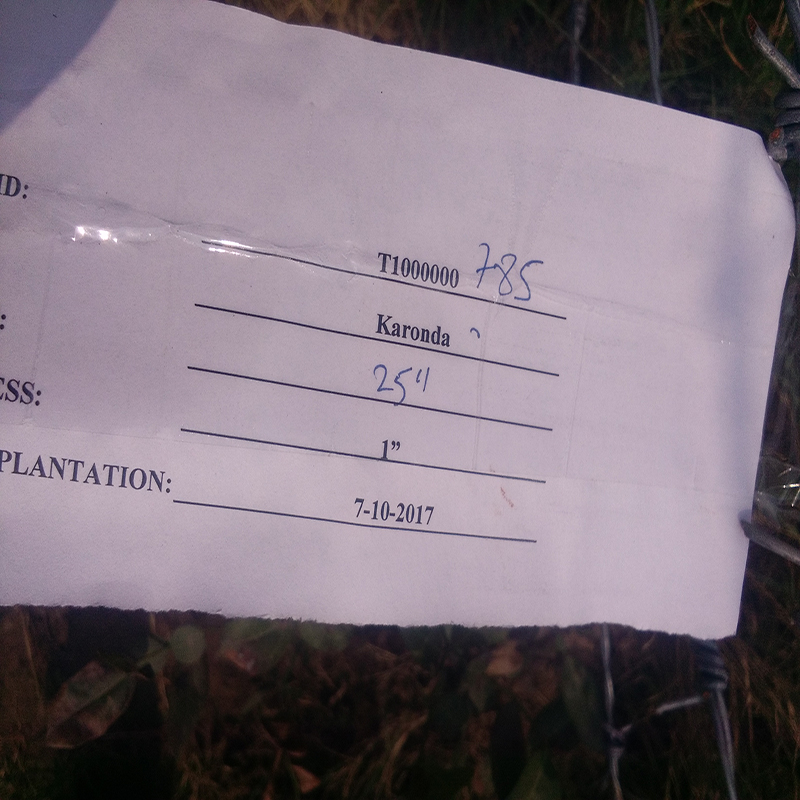 ID: T1000000 785
: Karonda
25"
ESS: 1”
PLANTATION: 7-10-2017